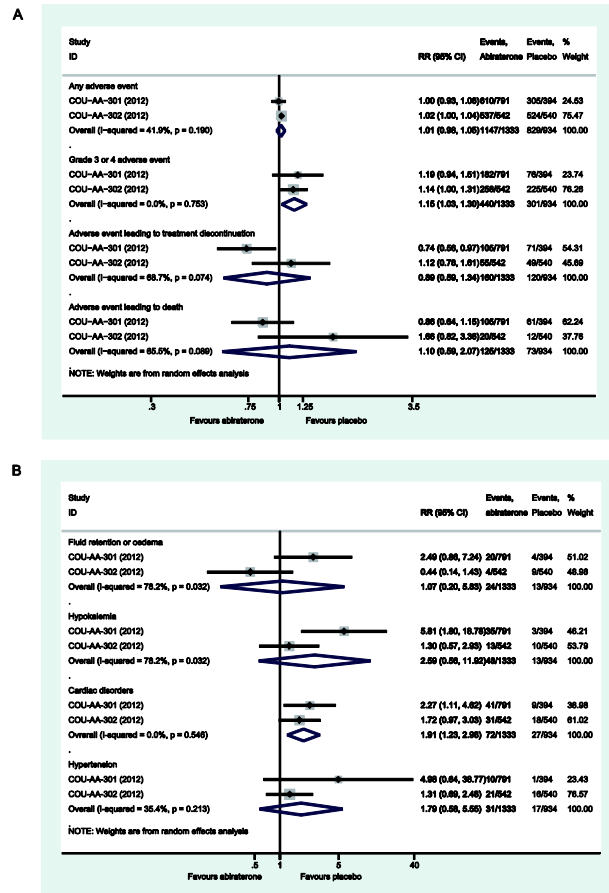 A
Study Events, Events, %
ID RR (95% CI) Abiraterone Placebo Weight
Any adverse event
COU-AA-301 (2012) 1.00 (0.93, 1.08) 610/791 305/394 24.53
COU-AA-302 (2012) 1.02 (1.00, 1.04) 537/542 524/540 75.47
Overall (I-squared = 41.9%, p = 0.190) 1.01 (0.98, 1.05) 1147/1333 829/934 100.00
.
Grade 3 or 4 adverse event
COU-AA-301 (2012) 1.19 (0.94, 1.51) 182/791 76/394 23.74
COU-AA-302 (2012) 1.14 (1.00, 1.31) 258/542 225/540 76.26
Overall (I-squared = 0.0%, p = 0.753) 1.15 (1.03, 1.30) 440/1333 301/934 100.00
.
Adverse event leading to treatment discontinuation
COU-AA-301 (2012) 0.74 (0.56, 0.97) 105/791 71/394 54.31
COU-AA-302 (2012) 1.12 (0.78, 1.61) 55/542 49/540 45.69
Overall (I-squared = 68.7%, p = 0.074) 0.89 (0.59, 1.34) 160/1333 120/934 100.00
.
Adverse event leading to death
COU-AA-301 (2012) 0.86 (0.64, 1.15) 105/791 61/394 62.24
COU-AA-302 (2012) 1.66 (0.82, 3.36) 20/542 12/540 37.76
Overall (I-squared = 65.5%, p = 0.089) 1.10 (0.59, 2.07) 125/1333 73/934 100.00
.
NOTE: Weights are from random effects analysis
.3 .75 1 1.25 3.5
Favours abiraterone Favours placebo
B
Study Events, Events, %
ID RR (95% CI) abiraterone Placebo Weight
Fluid retention or oedema
COU-AA-301 (2012) 2.49 (0.86, 7.24) 20/791 4/394 51.02
COU-AA-302 (2012) 0.44 (0.14, 1.43) 4/542 9/540 48.98
Overall (I-squared = 78.2%, p = 0.032) 1.07 (0.20, 5.83) 24/1333 13/934 100.00
.
Hypokalemia
COU-AA-301 (2012) 5.81 (1.80, 18.78) 35/791 3/394 46.21
COU-AA-302 (2012) 1.30 (0.57, 2.93) 13/542 10/540 53.79
Overall (I-squared = 78.2%, p = 0.032) 2.59 (0.56, 11.92) 48/1333 13/934 100.00
.
Cardiac disorders
COU-AA-301 (2012) 2.27 (1.11, 4.62) 41/791 9/394 38.98
COU-AA-302 (2012) 1.72 (0.97, 3.03) 31/542 18/540 61.02
Ovrerall (I-squared = 0.0%, p = 0.546) 1.91 (1.23, 2.98) 72/1333 27/934 100.00
.
Hypertension
COU-AA-301 (2012) 4.98 (0.64, 38.77) 10/791 1/394 23.43
COU-AA-302 (2012) 1.31 (0.69, 2.48) 21/542 16/540 76.57
Overall (I-squared = 35.4%, p = 0.213) 1.79 (0.58, 5.55) 31/1333 17/934 100.00
.
NOTE: Weights are from random effects analysis
.5 1 5 40
Favours abiraterone Favours placebo